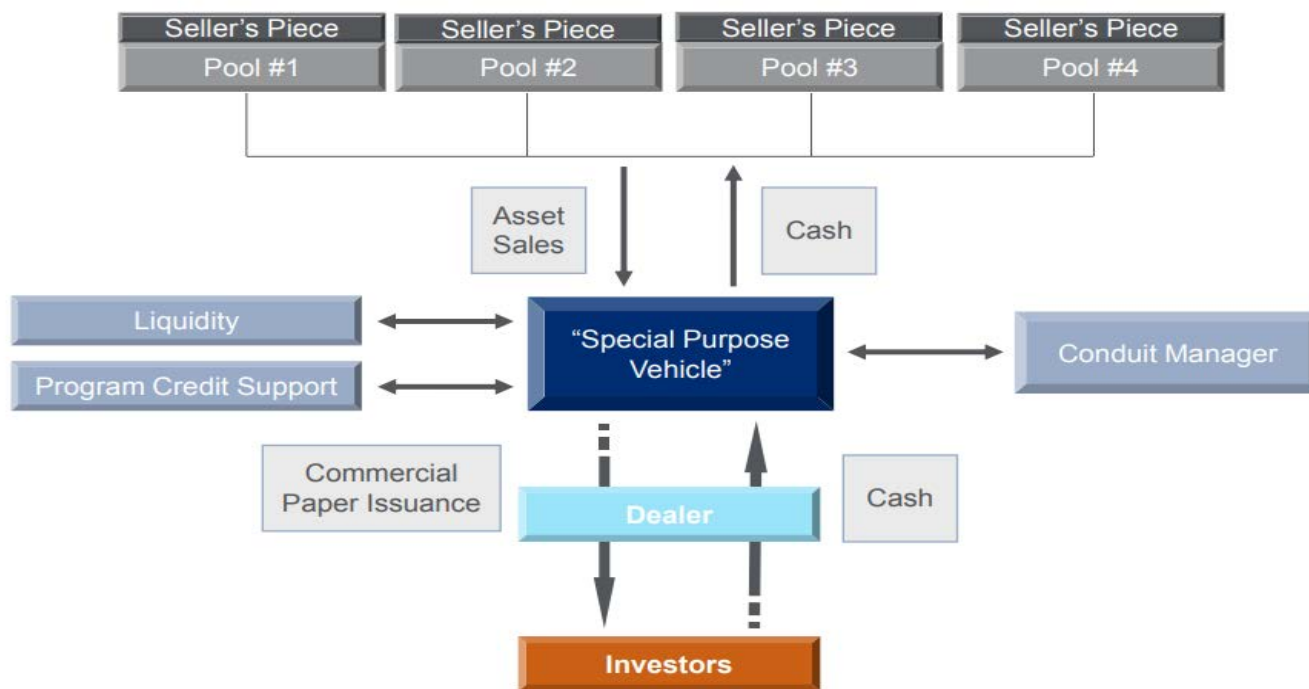 Seller's Piece
Pool #1
Seller's Piece
Pool #2
Seller's Piece
Pool #3
Seller's Piece
Pool #4
Asset
Sales
Cash
Liquidity
Program Credit Support
“Special Purpose
Vehicle”
Conduit Manager
Commercial
Paper Issuance
Dealer
Cash
Investors